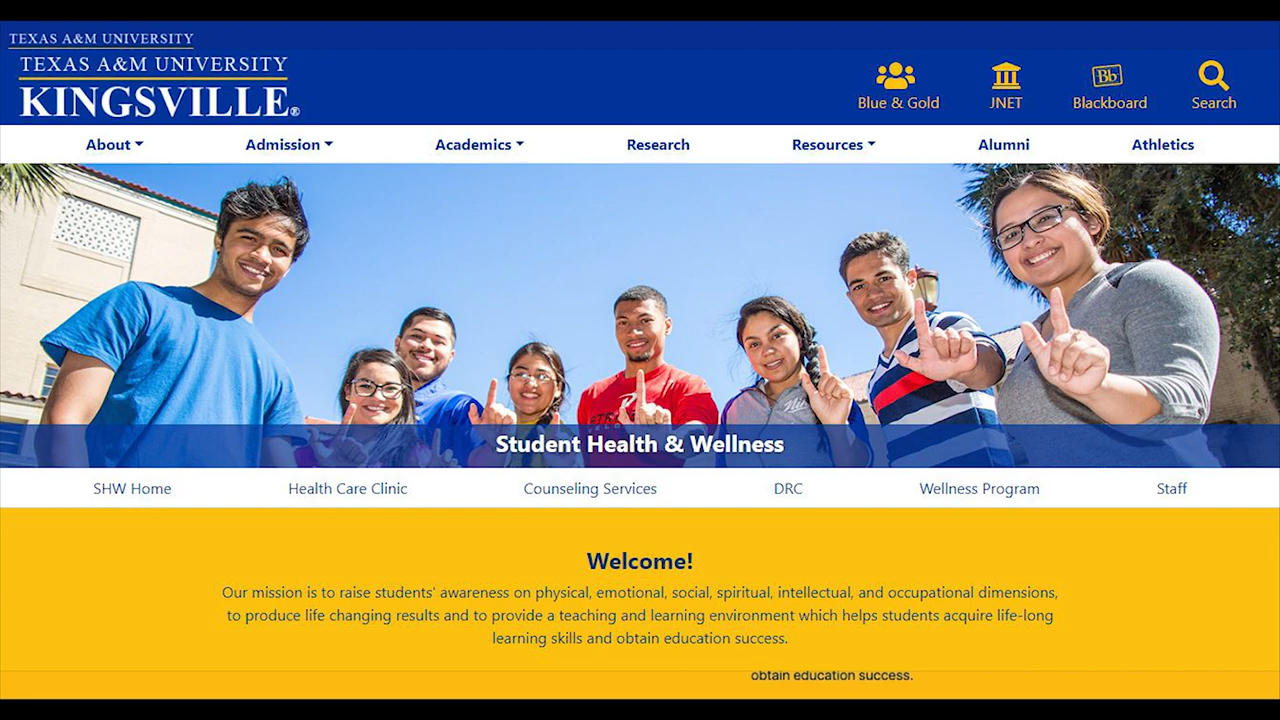 TEXAS A&M UNIVERSITY
TEXAS A&M UNIVERSITY
KINGSVILLE®
Blue & Gold
JNET
Bb
Blackboard
Search
About
Admission
Academics
Research
Resources
Alumni
Athletics
Student Health & Wellness
SHW Home
Health Care Clinic
Counseling Services
DRC
Wellness Program
Staff
Welcome!
Our mission is to raise students' awareness on physical, emotional, social, spiritual, intellectual, and occupational dimensions,
to produce life changing results and to provide a teaching and learning environment which helps students acquire life-long
learning skills and obtain education success.
obtain education success.